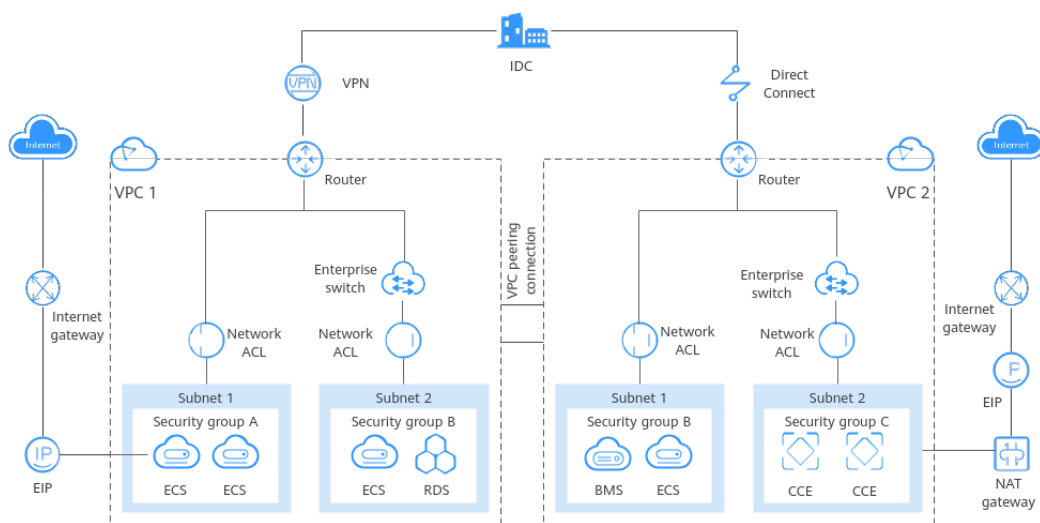 IDC
VPN
VPN
Direct
Connect
Internet
Internet
VPC 1
Router
Router
VPC 2
VPC peering
connection
Enterprise
switch
Enterprise
switch
Internet
gateway
Internet
gateway
Network
ACL
Network
ACL
Network
ACL
Network
ACL
IP
EIP
Subnet 1
Security group A
ECS
ECS
Subnet 2
Security group B
ECS
RDS
Subnet 1
Security group B
BMS
ECS
Subnet 2
Security group C
CCE
CCE
P
EIP
NAT
gateway